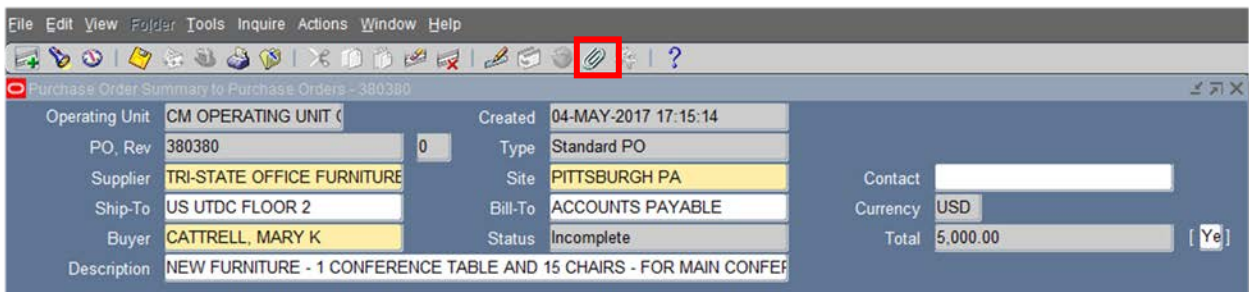 File Edit View Folder Tools Inquire Actions Window Help
Purchase Order Summary to Purchase Orders - 380380
Operating Unit CM OPERATING UNIT ( Created 04-MAY-2017 17:15:14
PO, Rev 380380 0 Type Standard PO
Supplier TRI-STATE OFFICE FURNITURE Site PITTSBURGH PA Contact
Ship-To US UTDC FLOOR 2 Bill-To ACCOUNTS PAYABLE Currency USD
Buyer CATTRELL, MARY K Status Incomplete Total 5,000.00 [ Ye ]
Description NEW FURNITURE - 1 CONFERENCE TABLE AND 15 CHAIRS - FOR MAIN CONFER